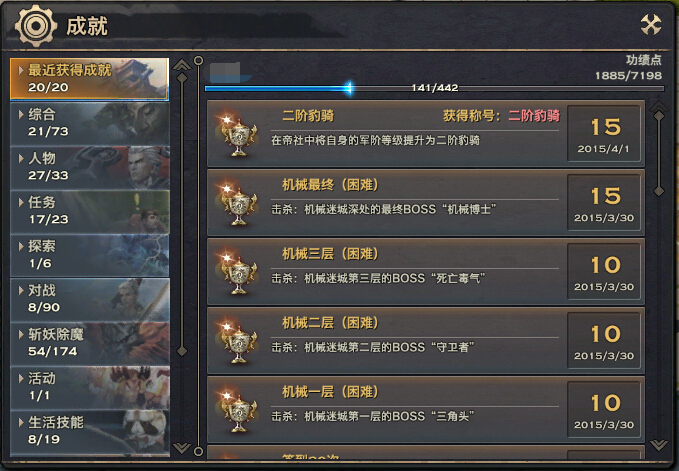 成就
最近获得成就
20/20
综合
21/73
人物
27/33
任务
17/23
探索
1/6
对战
8/90
斩妖除魔
54/174
活动
1/1
生活技能
8/19
功绩点
1885/7198
141/442
二阶豹骑 获得称号：二阶豹骑
在帝社中将自身的军阶等级提升为二阶豹骑
15
2015/4/1
机械最终（困难）
击杀：机械迷城深处的最终BOSS“机械博士”
15
2015/3/30
机械三层（困难）
击杀：机械迷城第三层的BOSS“死亡毒气”
10
2015/3/30
机械二层（困难）
击杀：机械迷城第二层的BOSS“守卫者”
10
2015/3/30
机械一层（困难）
击杀：机械迷城第一层的BOSS“三角头”
10
2015/3/30